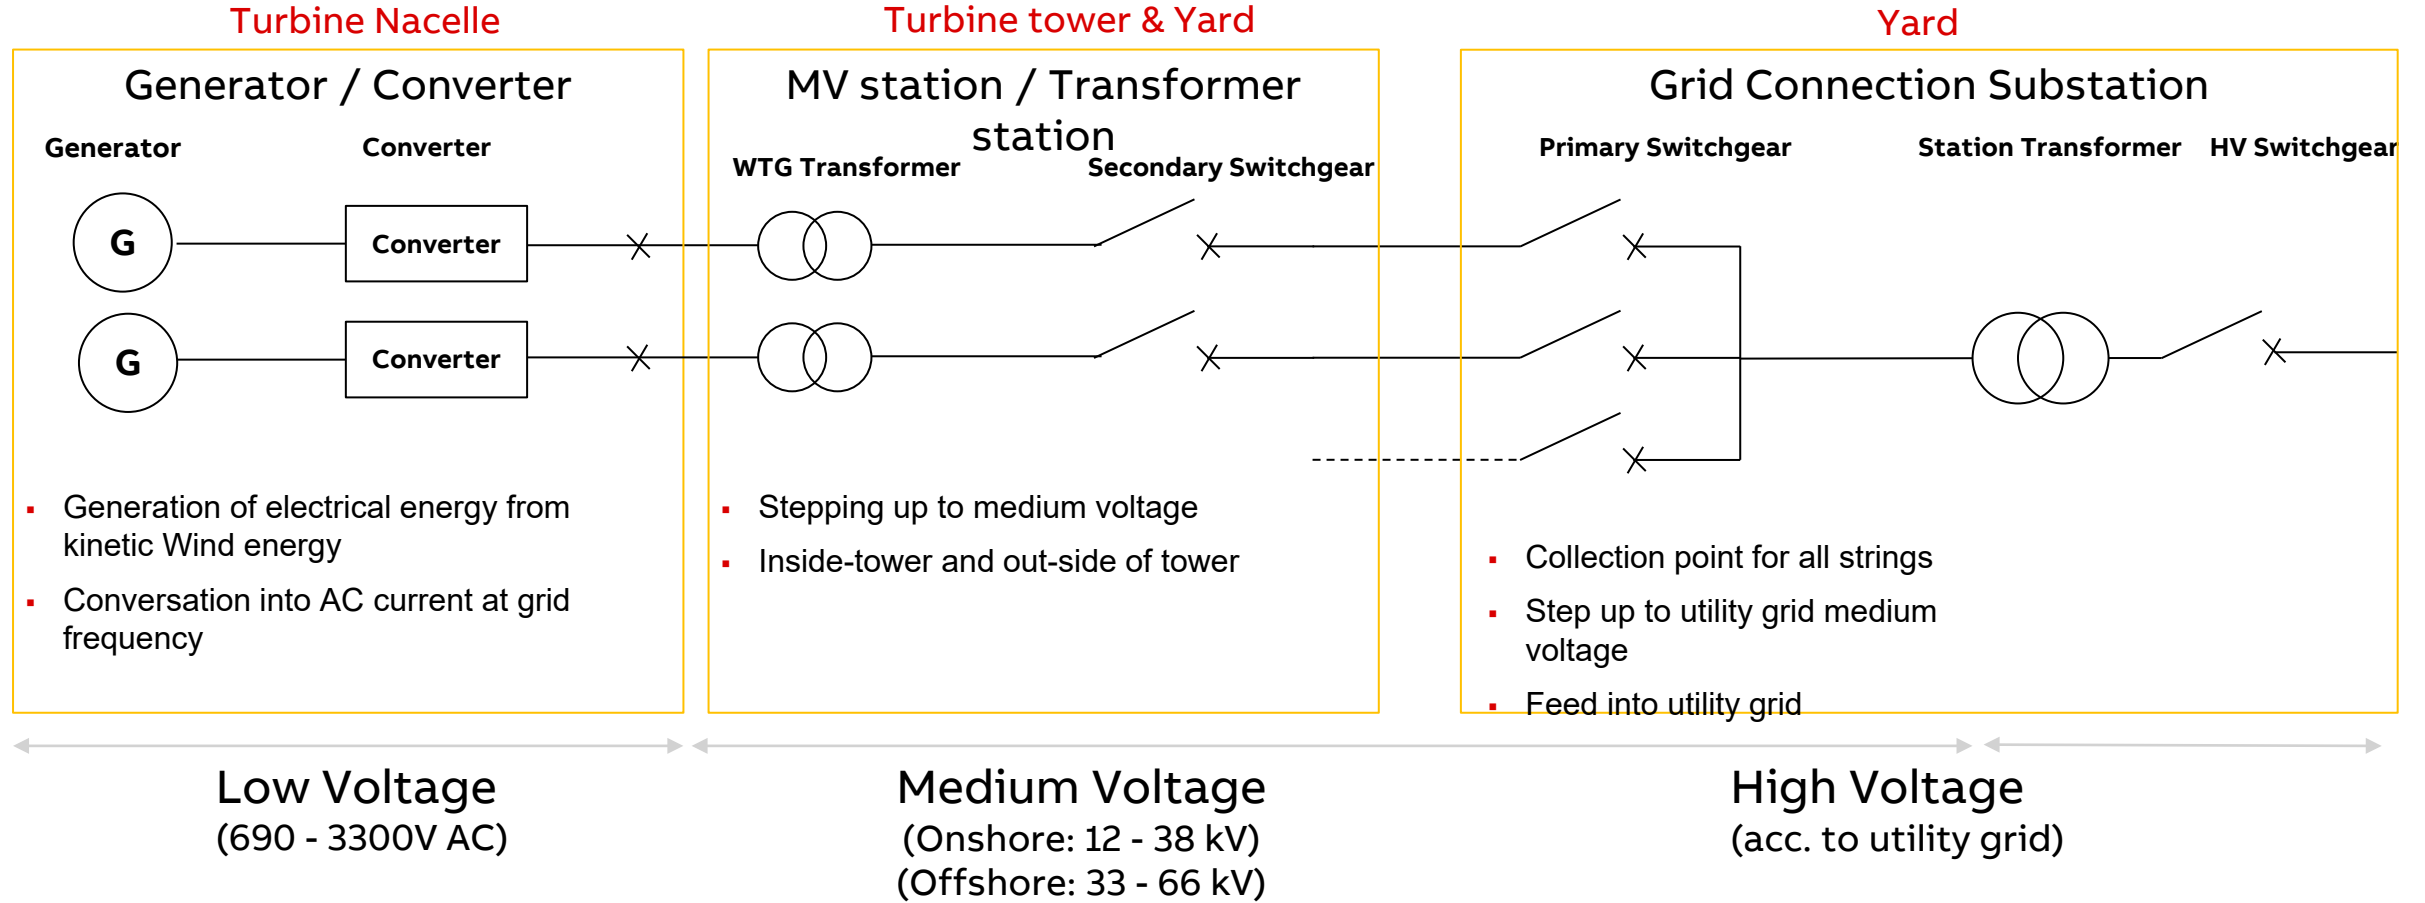 Turbine Nacelle
Turbine tower & Yard
Yard
Generator / Converter
Generator
Converter
G
Converter
G
Converter
▪ Generation of electrical energy from
kinetic Wind energy
▪ Conversation into AC current at grid
frequency
MV station / Transformer
station
WTG Transformer
Secondary Switchgear
▪ Stepping up to medium voltage
▪ Inside-tower and out-side of tower
Grid Connection Substation
Primary Switchgear
Station Transformer
HV Switchgear
▪ Collection point for all strings
▪ Step up to utility grid medium
voltage
▪ Feed into utility grid
Low Voltage
(690 - 3300V AC)
Medium Voltage
(Onshore: 12 - 38 kV)
(Offshore: 33 - 66 kV)
High Voltage
(acc. to utility grid)